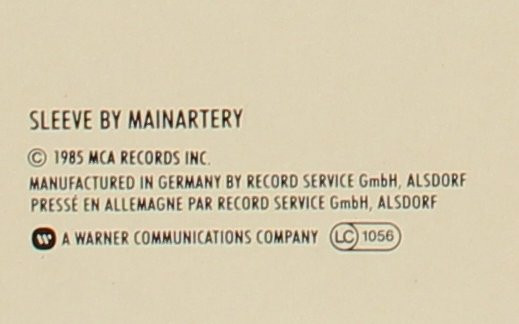 SLEEVE BY MAINARTERY
© 1985 MCA RECORDS INC.
MANUFACTURED IN GERMANY BY RECORD SERVICE GmbH, ALSDORF
PRESSÉ EN ALLEMAGNE PAR RECORD SERVICE GmbH, ALSDORF
A WARNER COMMUNICATIONS COMPANY LC 1056